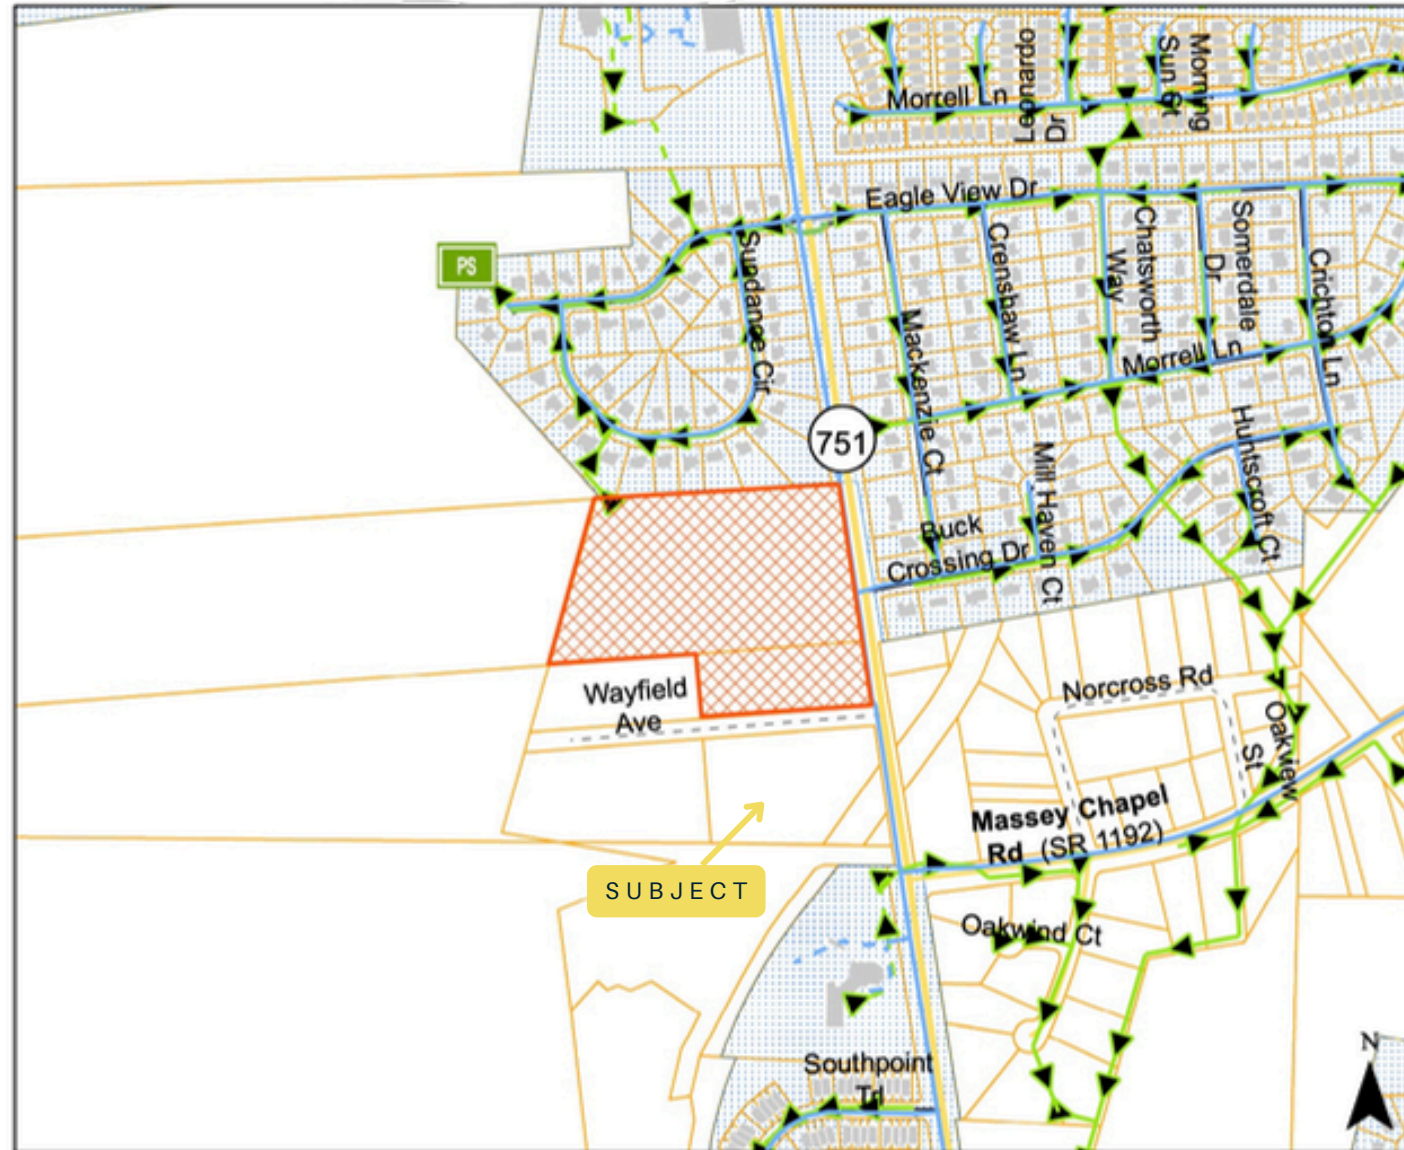 Morrell Ln
Leonardo
Dr
Sun St
Morning
Eagle View Dr
PS
Sundance Cir
Mackenzie Ct
Crenshaw Ln
Chatsworth
Way
Somerdale
Dr
Crichton Ln
Morrell Ln
751
Mill Haven Ct
Huntscroft Ct
Buck
Crossing Dr
Wayfield
Ave
Norcross Rd
Oakview
St
Massey Chapel
Rd (SR 1192)
SUBJECT
Oakwind Ct
Southpoint
Trl
N